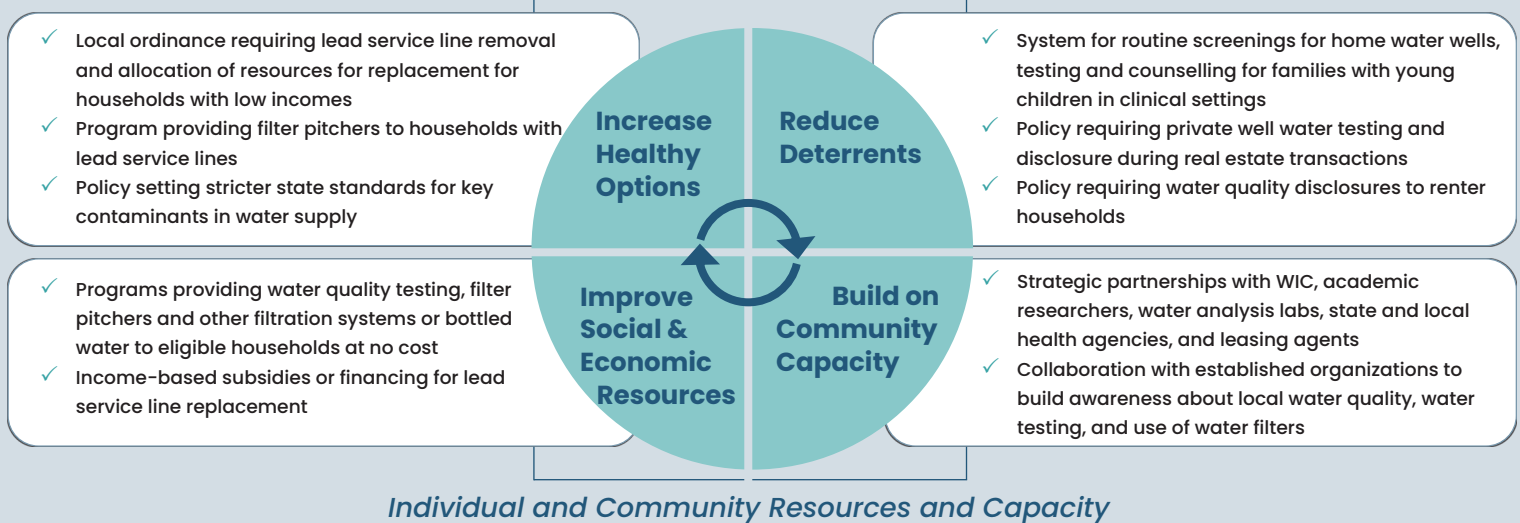 ✓ Local ordinance requiring lead service line removal
and allocation of resources for replacement for
households with low incomes
✓ Program providing filter pitchers to households with
lead service lines
✓ Policy setting stricter state standards for key
contaminants in water supply
Increase
Healthy
Options
Reduce
Deterrents
✓ System for routine screenings for home water wells,
testing and counselling for families with young
children in clinical settings
✓ Policy requiring private well water testing and
disclosure during real estate transactions
✓ Policy requiring water quality disclosures to renter
households
✓ Programs providing water quality testing, filter
pitchers and other filtration systems or bottled
water to eligible households at no cost
✓ Income-based subsidies or financing for lead
service line replacement
Improve
Social &
Economic
Resources
Build on
Community
Capacity
✓ Strategic partnerships with WIC, academic
researchers, water analysis labs, state and local
health agencies, and leasing agents
✓ Collaboration with established organizations to
build awareness about local water quality, water
testing, and use of water filters
Individual and Community Resources and Capacity